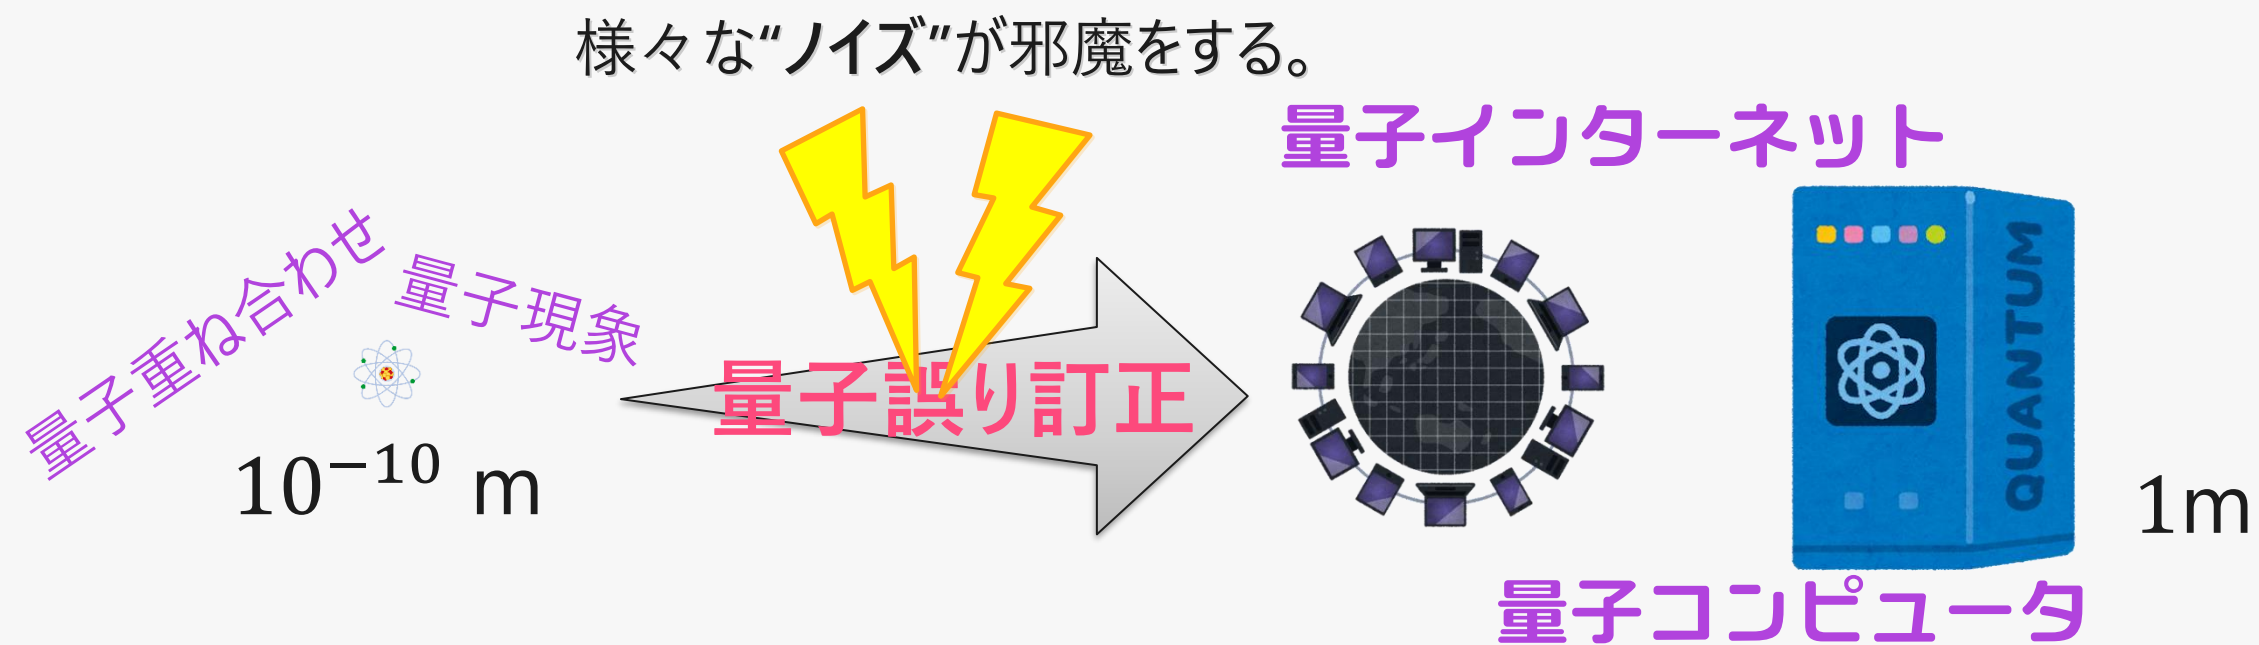 様々な“ノイズ”が邪魔をする。
量子インターネット
量子重ね合わせ
量子現象
量子誤り訂正
QUANTUM
10⁻¹⁰ m
1m
量子コンピュータ